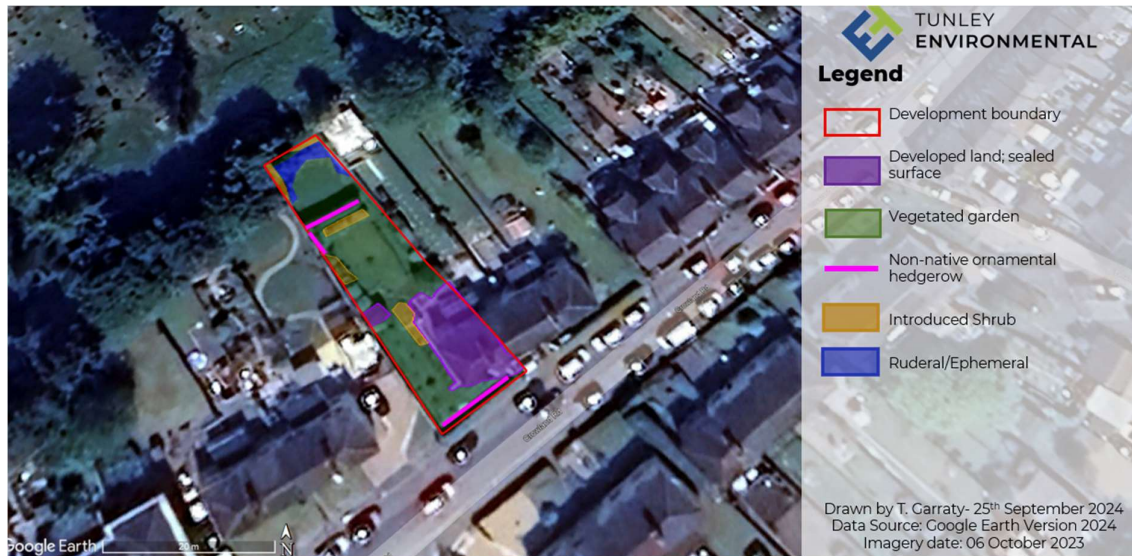 TUNLEY
ENVIRONMENTAL
Legend
Development boundary
Developed land; sealed
surface
Vegetated garden
Non-native ornamental
hedgerow
Introduced Shrub
Ruderal/Ephemeral
Drawn by T. Garraty- 25th September 2024
Data Source: Google Earth Version 2024
Imagery date: 06 October 2023
Google Earth
20 m
N